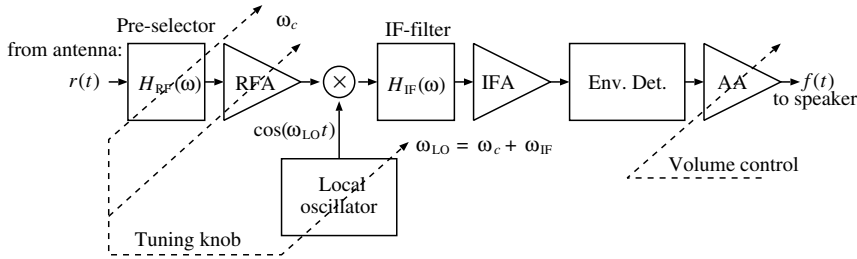 Pre-selector
ω_c
IF-filter
from antenna:
r(t)
H_RF(ω)
RFA
×
H_IF(ω)
IFA
Env. Det.
AA
f(t)
to speaker
cos(ω_LO t)
ω_LO = ω_c + ω_IF
Local
oscillator
Volume control
Tuning knob